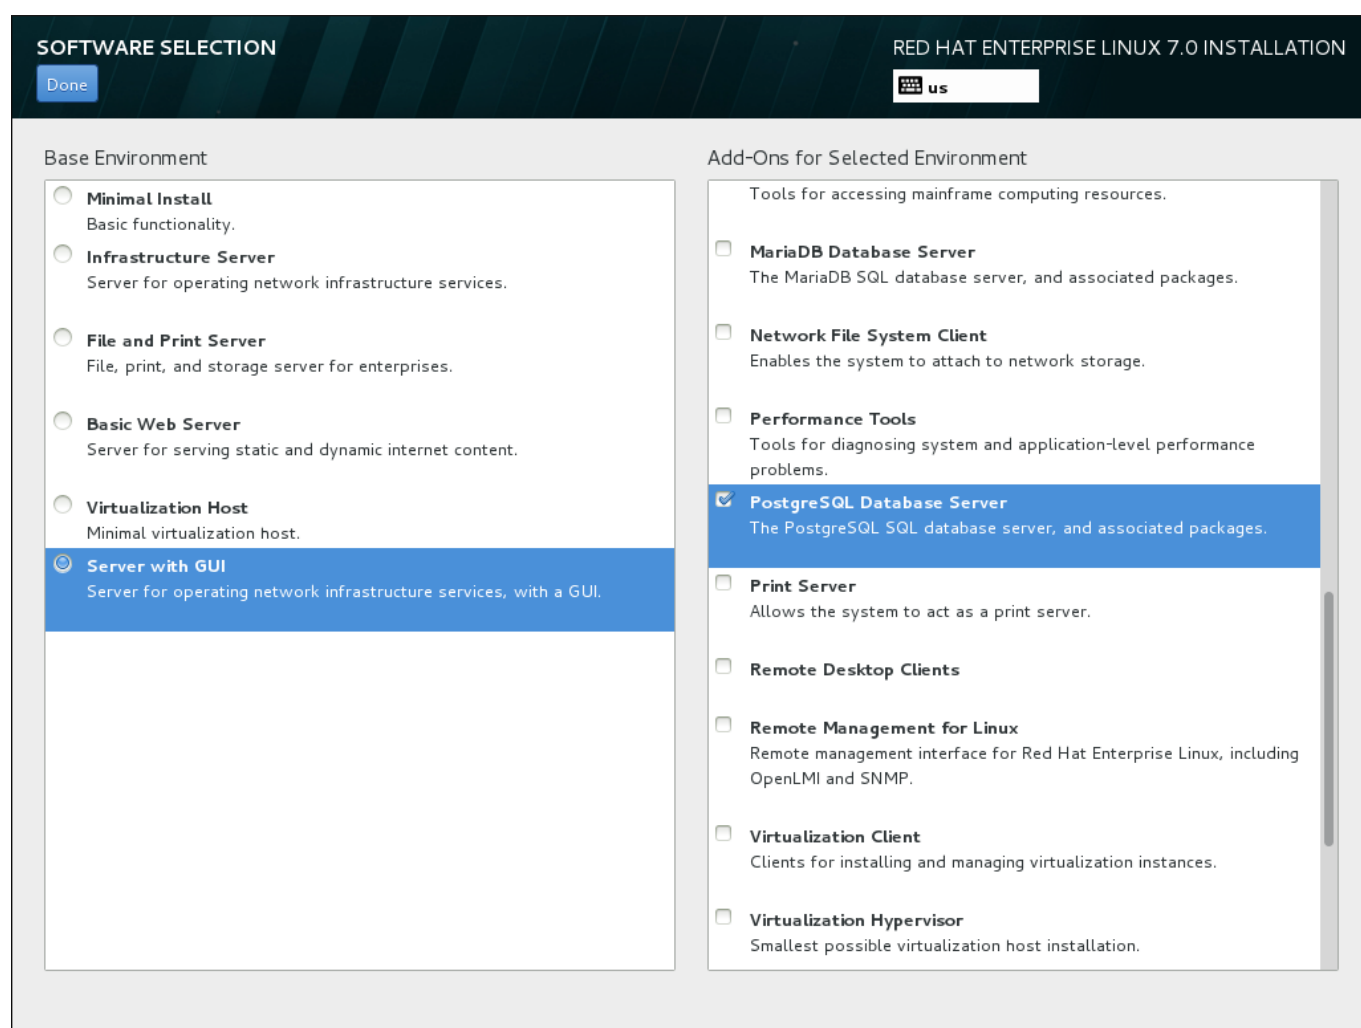 SOFTWARE SELECTION
Done
RED HAT ENTERPRISE LINUX 7.0 INSTALLATION
us
Base Environment
Minimal Install
Basic functionality.
Infrastructure Server
Server for operating network infrastructure services.
File and Print Server
File, print, and storage server for enterprises.
Basic Web Server
Server for serving static and dynamic internet content.
Virtualization Host
Minimal virtualization host.
Server with GUI
Server for operating network infrastructure services, with a GUI.
Add-Ons for Selected Environment
Tools for accessing mainframe computing resources.
MariaDB Database Server
The MariaDB SQL database server, and associated packages.
Network File System Client
Enables the system to attach to network storage.
Performance Tools
Tools for diagnosing system and application-level performance
problems.
PostgreSQL Database Server
The PostgreSQL SQL database server, and associated packages.
Print Server
Allows the system to act as a print server.
Remote Desktop Clients
Remote Management for Linux
Remote management interface for Red Hat Enterprise Linux, including
OpenLMI and SNMP.
Virtualization Client
Clients for installing and managing virtualization instances.
Virtualization Hypervisor
Smallest possible virtualization host installation.